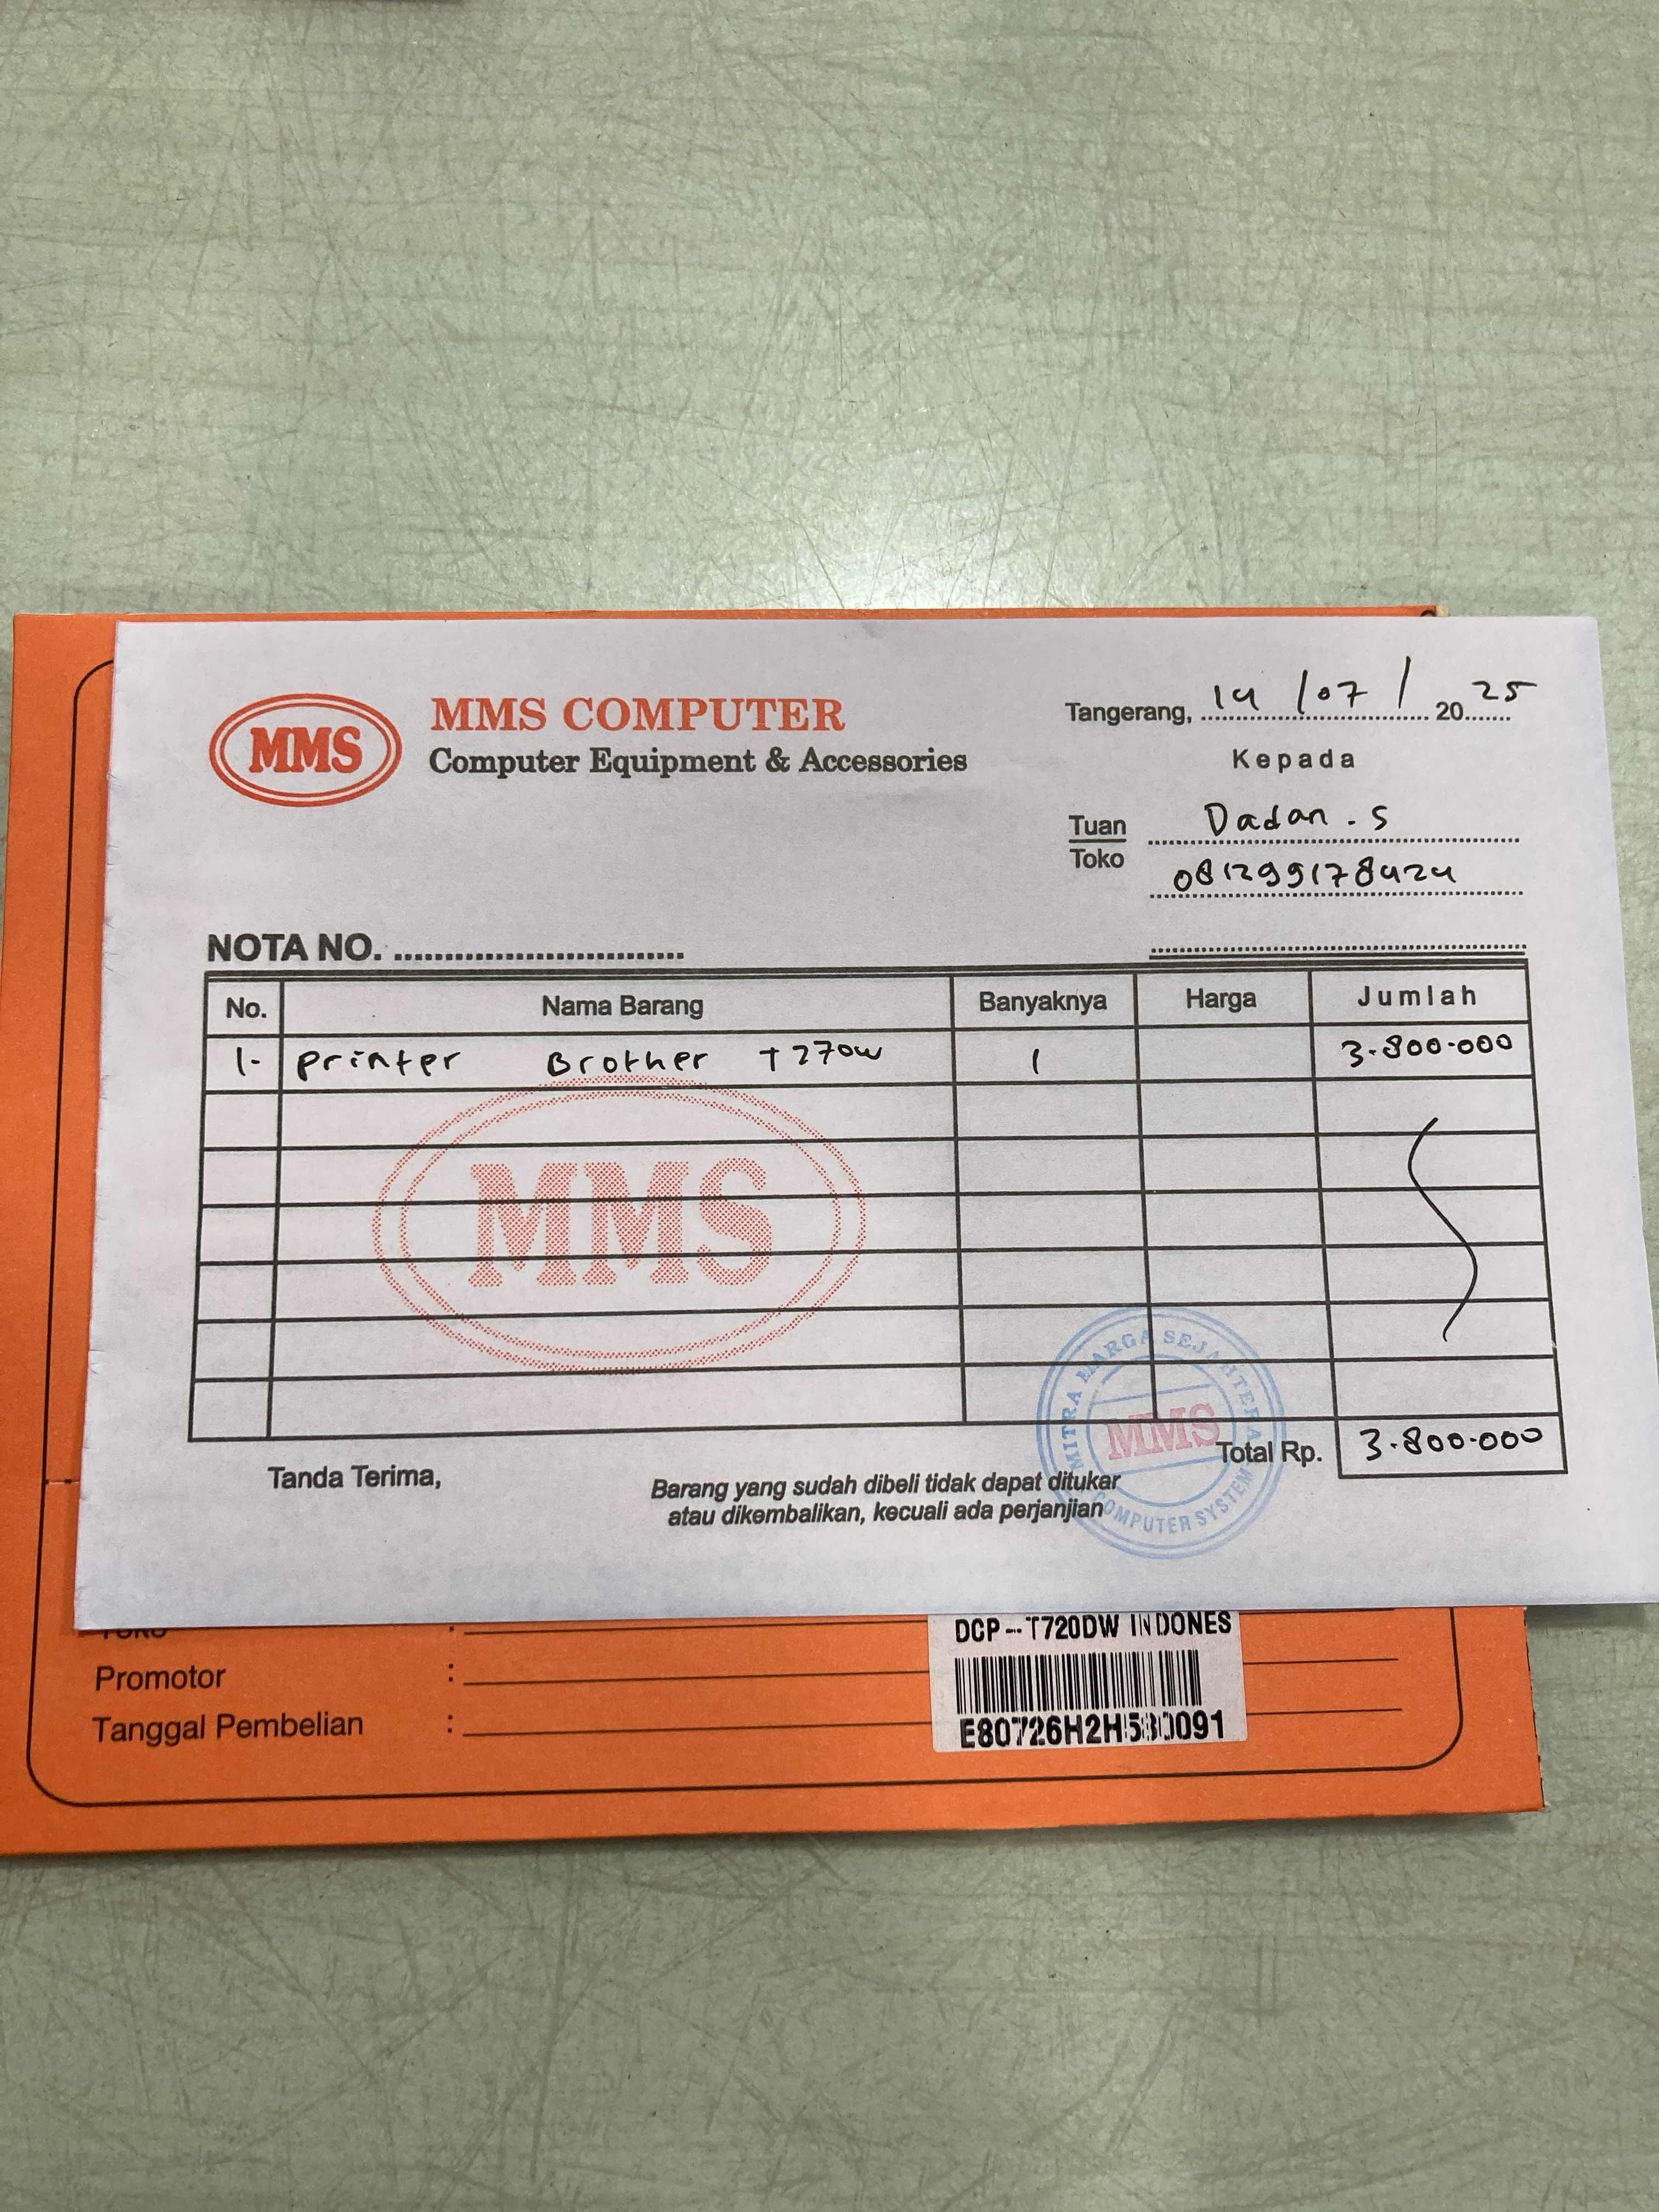 MMS
MMS COMPUTER
Computer Equipment & Accessories
Tangerang, 14 / 07 / 20 25
Kepada
Tuan Dadan . S
Toko 081299178424
NOTA NO.
No. Nama Barang Banyaknya Harga Jumlah
1- Printer Brother T270W 1 3.800.000
MMS
MITRA MARGA SEJAHTERA
MMS
COMPUTER SYSTEM
Total Rp. 3.800.000
Tanda Terima,
Barang yang sudah dibeli tidak dapat ditukar
atau dikembalikan, kecuali ada perjanjian
DCP-T720DW INDONES
Promotor :
Tanggal Pembelian :